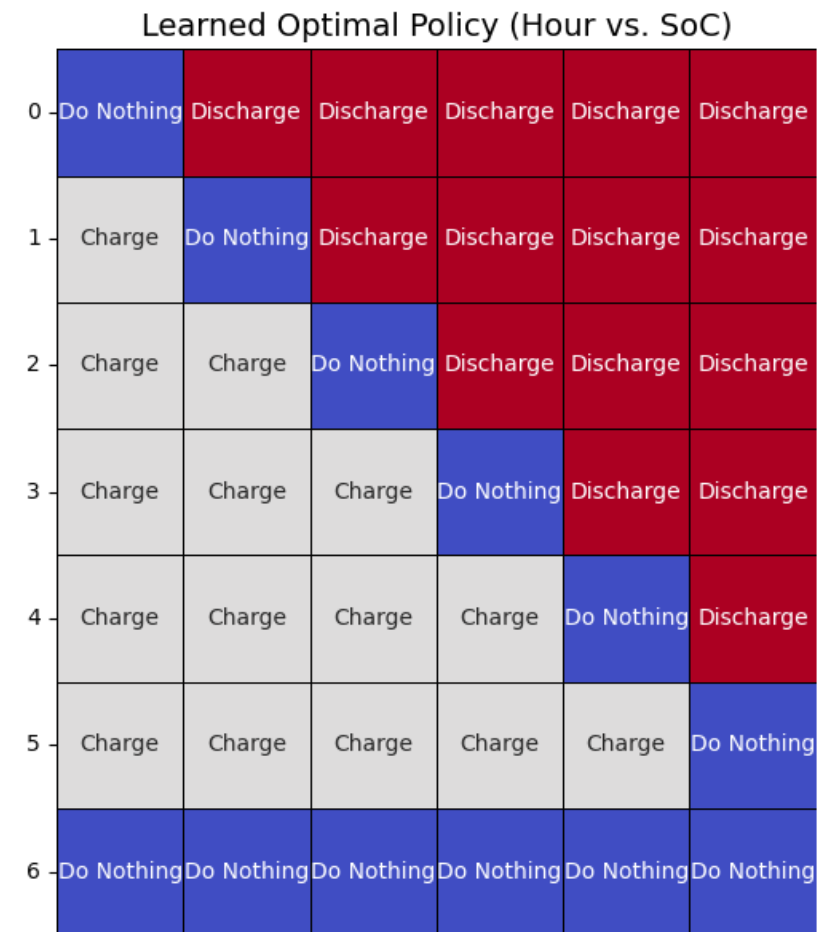 Learned Optimal Policy (Hour vs. SoC)
0 Do Nothing Discharge Discharge Discharge Discharge Discharge
1 Charge Do Nothing Discharge Discharge Discharge Discharge
2 Charge Charge Do Nothing Discharge Discharge Discharge
3 Charge Charge Charge Do Nothing Discharge Discharge
4 Charge Charge Charge Charge Do Nothing Discharge
5 Charge Charge Charge Charge Charge Do Nothing
6 Do Nothing Do Nothing Do Nothing Do Nothing Do Nothing Do Nothing